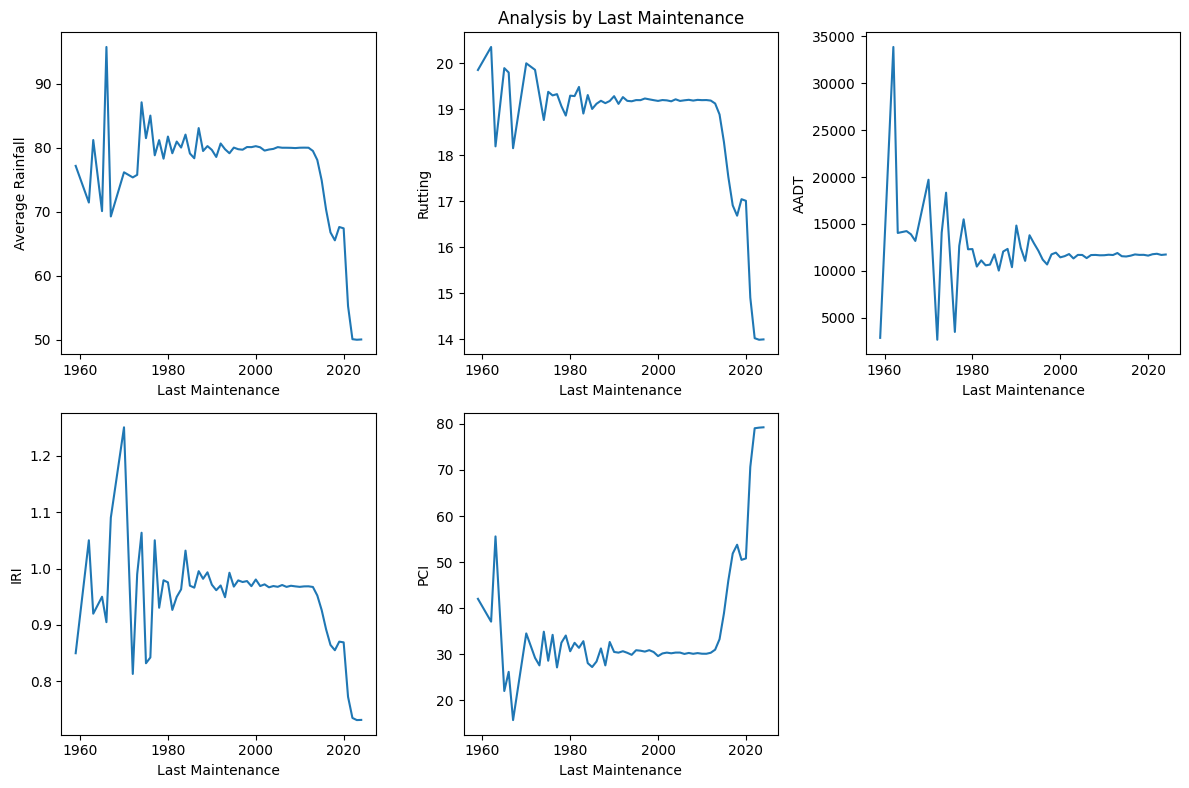 Analysis by Last Maintenance
Average Rainfall
90
80
70
60
50
1960 1980 2000 2020
Last Maintenance
Rutting
20
19
18
17
16
15
14
1960 1980 2000 2020
Last Maintenance
AADT
35000
30000
25000
20000
15000
10000
5000
1960 1980 2000 2020
Last Maintenance
IRI
1.2
1.1
1.0
0.9
0.8
1960 1980 2000 2020
Last Maintenance
PCI
80
70
60
50
40
30
20
1960 1980 2000 2020
Last Maintenance